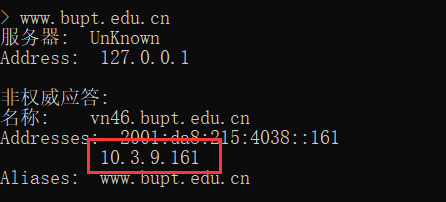 > www.bupt.edu.cn
服务器:  UnKnown
Address:  127.0.0.1
非权威应答:
名称:    vn46.bupt.edu.cn
Addresses:  2001:da8:215:4038::161
10.3.9.161
Aliases:  www.bupt.edu.cn